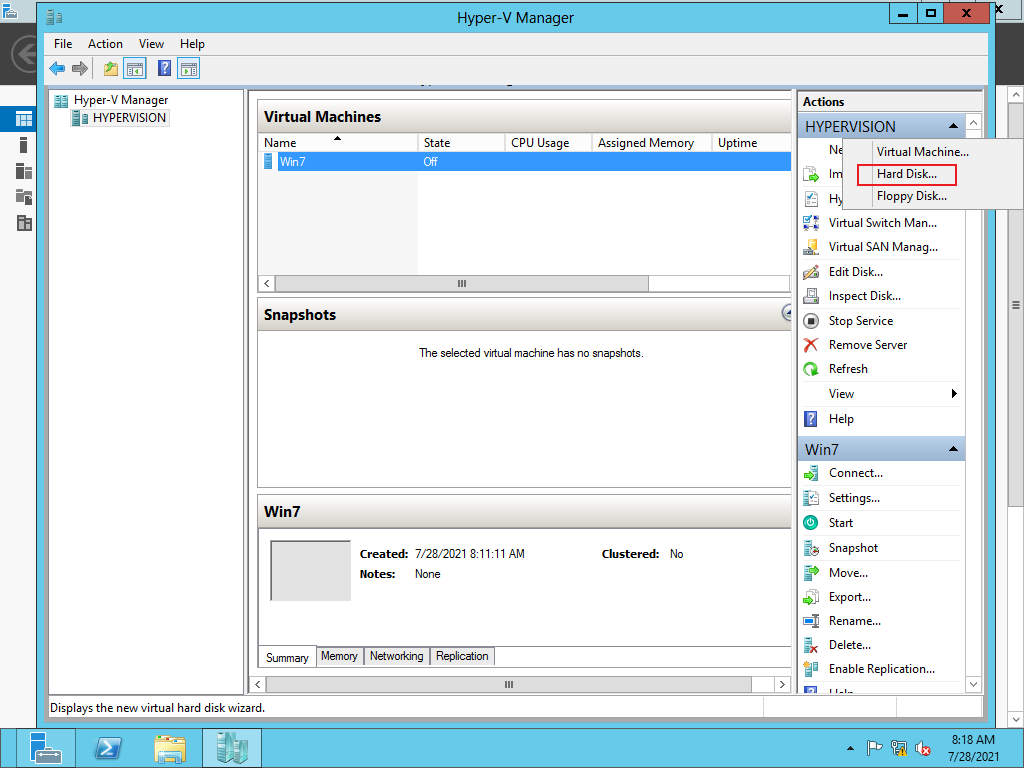 Hyper-V Manager
File Action View Help
Hyper-V Manager
HYPERVISION
Virtual Machines
Name State CPU Usage Assigned Memory Uptime
Win7 Off
Snapshots
The selected virtual machine has no snapshots.
Win7
Created: 7/28/2021 8:11:11 AM Clustered: No
Notes: None
Summary Memory Networking Replication
Actions
HYPERVISION
Ne
Virtual Machine...
Im
Hard Disk...
Hy
Floppy Disk...
Virtual Switch Man...
Virtual SAN Manag...
Edit Disk...
Inspect Disk...
Stop Service
Remove Server
Refresh
View
Help
Win7
Connect...
Settings...
Start
Snapshot
Move...
Export...
Rename...
Delete...
Enable Replication...
Help
Displays the new virtual hard disk wizard.
8:18 AM
7/28/2021